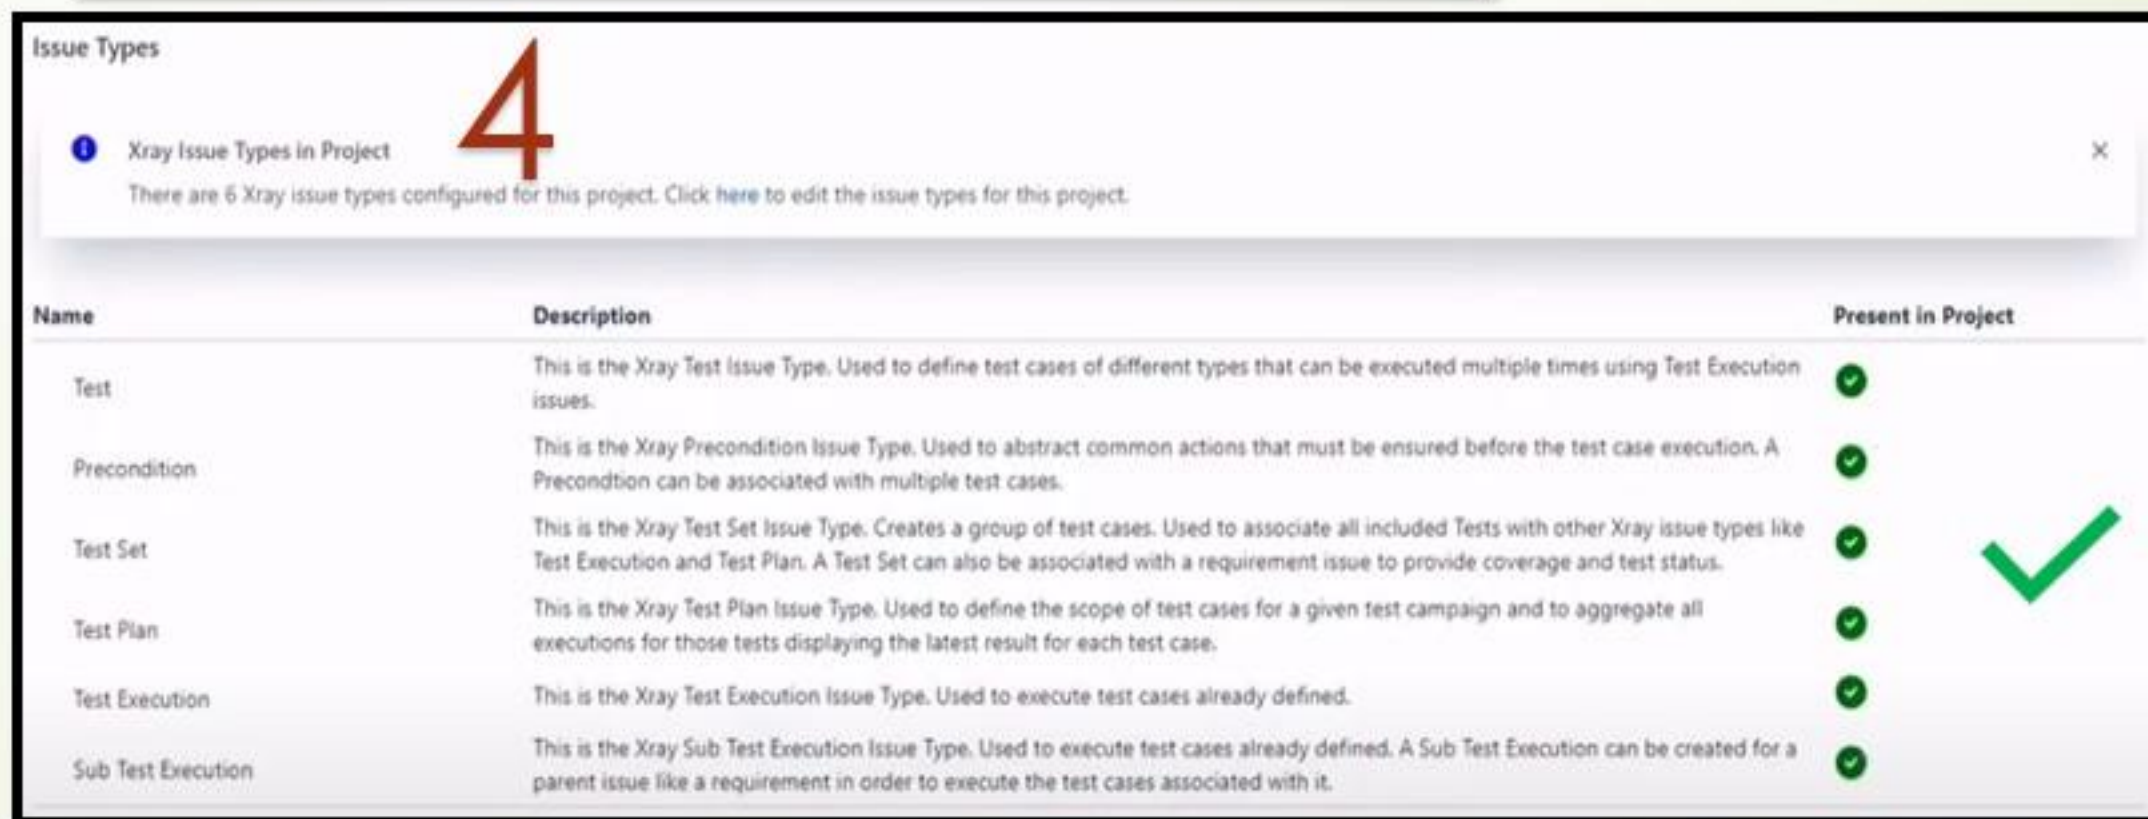 Issue Types
4
Xray Issue Types in Project
There are 6 Xray issue types configured for this project. Click here to edit the issue types for this project.
Name Description Present in Project
Test
This is the Xray Test Issue Type. Used to define test cases of different types that can be executed multiple times using Test Execution
issues.
Precondition
This is the Xray Precondition Issue Type. Used to abstract common actions that must be ensured before the test case execution. A
Precondtion can be associated with multiple test cases.
Test Set
This is the Xray Test Set Issue Type. Creates a group of test cases. Used to associate all included Tests with other Xray issue types like
Test Execution and Test Plan. A Test Set can also be associated with a requirement issue to provide coverage and test status.
Test Plan
This is the Xray Test Plan Issue Type. Used to define the scope of test cases for a given test campaign and to aggregate all
executions for those tests displaying the latest result for each test case.
Test Execution
This is the Xray Test Execution Issue Type. Used to execute test cases already defined.
Sub Test Execution
This is the Xray Sub Test Execution Issue Type. Used to execute test cases already defined. A Sub Test Execution can be created for a
parent issue like a requirement in order to execute the test cases associated with it.